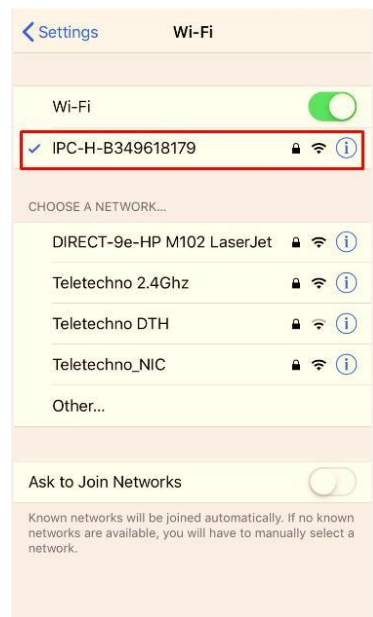 Settings Wi-Fi
Wi-Fi
IPC-H-B349618179
CHOOSE A NETWORK...
DIRECT-9e-HP M102 LaserJet
Teletechno 2.4Ghz
Teletechno DTH
Teletechno_NIC
Other...
Ask to Join Networks
Known networks will be joined automatically. If no known
networks are available, you will have to manually select a
network.